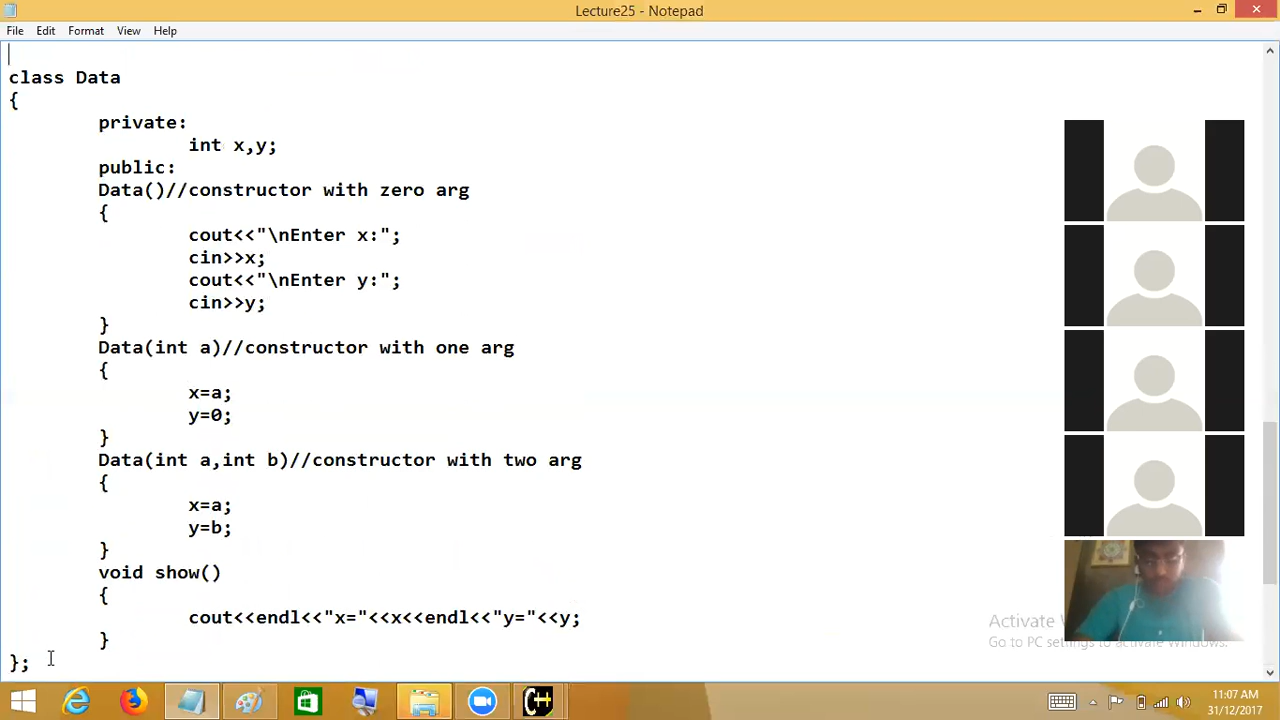 Lecture25 - Notepad
File Edit Format View Help
class Data
{
private:
int x,y;
public:
Data()//constructor with zero arg
{
cout<<"\nEnter x:";
cin>>x;
cout<<"\nEnter y:";
cin>>y;
}
Data(int a)//constructor with one arg
{
x=a;
y=0;
}
Data(int a,int b)//constructor with two arg
{
x=a;
y=b;
}
void show()
{
cout<<endl<<"x="<<x<<endl<<"y="<<y;
}
};
Activate
Go to PC settings to activate Windows.
C++
11:07 AM
31/12/2017